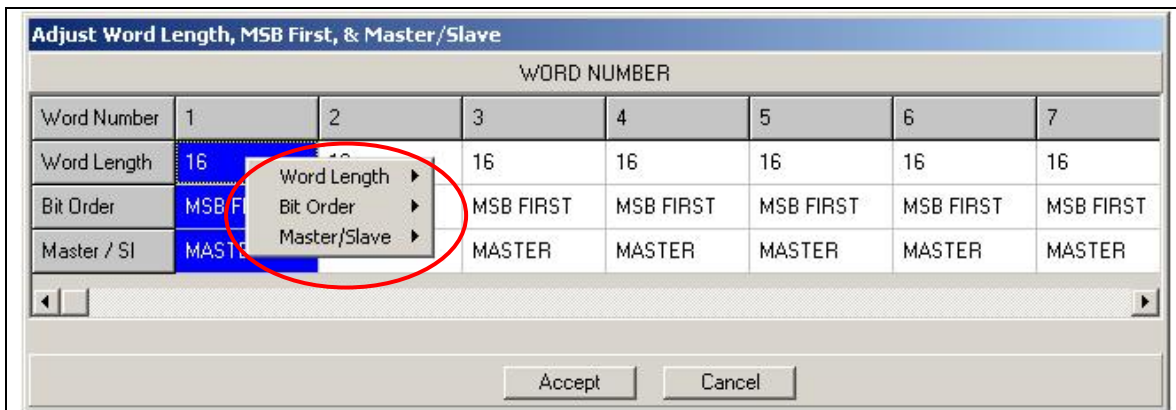 Adjust Word Length, MSB First, & Master/Slave
WORD NUMBER
Word Number 1 2 3 4 5 6 7
Word Length 16 16 16 16 16 16
Word Length
Bit Order MSB MSB FIRST MSB FIRST MSB FIRST MSB FIRST MSB FIRST
Bit Order
Master / Sl MASTER MASTER MASTER MASTER MASTER
Master/Slave
Accept Cancel